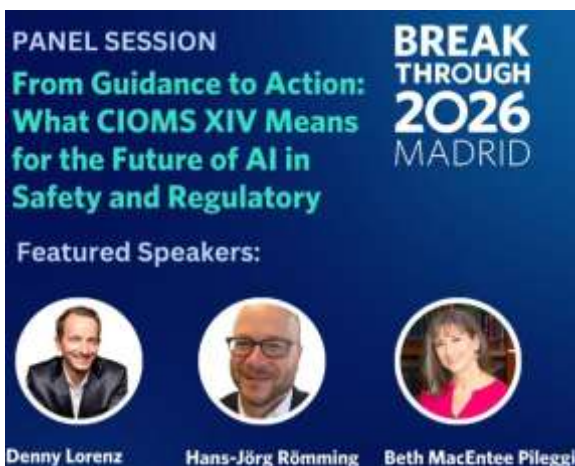 PANEL SESSION
From Guidance to Action:
What CIOMS XIV Means
for the Future of AI in
Safety and Regulatory
BREAK
THROUGH
2026
MADRID
Featured Speakers:
Denny Lorenz
Hans-Jörg Römming
Beth MacEntee Pileggi